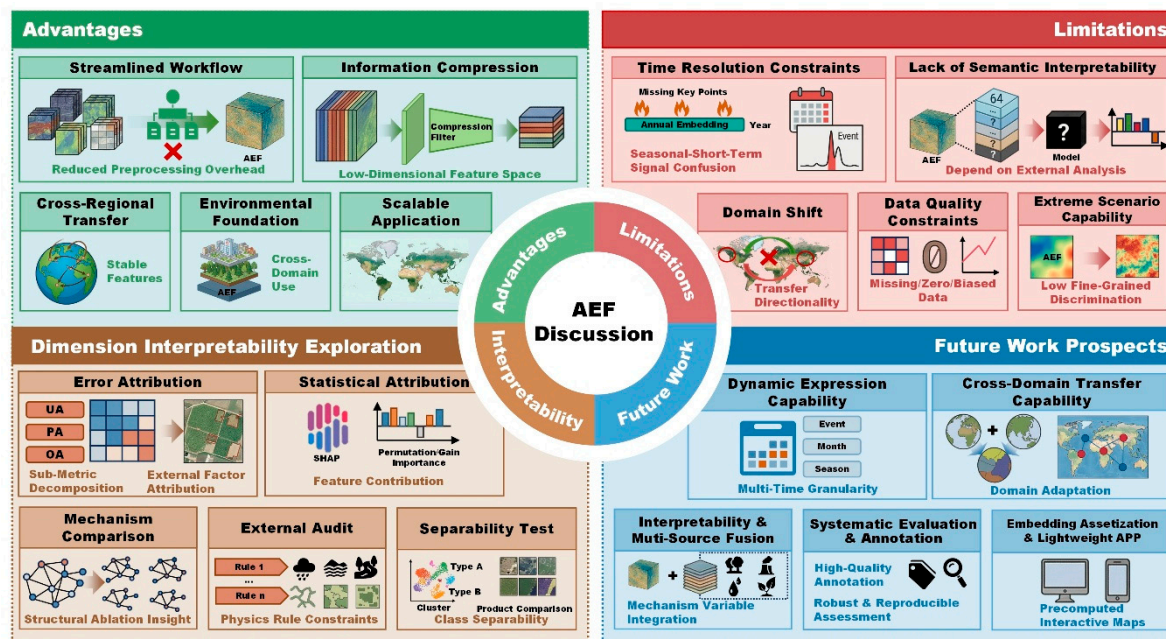 Advantages
Streamlined Workflow
AEF
Reduced Preprocessing Overhead
Information Compression
Compression
Filter
Low-Dimensional Feature Space
Cross-Regional
Transfer
Stable
Features
Environmental
Foundation
AEF
Cross-
Domain
Use
Scalable
Application
Limitations
Time Resolution Constraints
Missing Key Points
Annual Embedding
Year
Event
Seasonal-Short-Term
Signal Confusion
Lack of Semantic Interpretability
64
...
?
...
?
?
AEF
?
Model
Depend on External Analysis
Domain Shift
Transfer
Directionality
Data Quality
Constraints
0
Missing/Zero/Biased
Data
Extreme Scenario
Capability
AEF
Low Fine-Grained
Discrimination
Advantages
Limitations
Interpretability
Future Work
AEF
Discussion
Dimension Interpretability Exploration
Error Attribution
UA
PA
OA
Sub-Metric
Decomposition
External Factor
Attribution
Statistical Attribution
SHAP
Permutation/Gain
Importance
Feature Contribution
Mechanism
Comparison
Structural Ablation Insight
External Audit
Rule 1
...
Rule n
Physics Rule Constraints
Separability Test
Type A
Type B
Cluster
Product Comparison
Class Separability
Future Work Prospects
Dynamic Expression
Capability
Event
Month
Season
Multi-Time Granularity
Cross-Domain Transfer
Capability
+
Domain Adaptation
Interpretability &
Muti-Source Fusion
+
Mechanism Variable
Integration
Systematic Evaluation
& Annotation
High-Quality
Annotation
Robust & Reproducible
Assessment
Embedding Assetization
& Lightweight APP
Precomputed
Interactive Maps